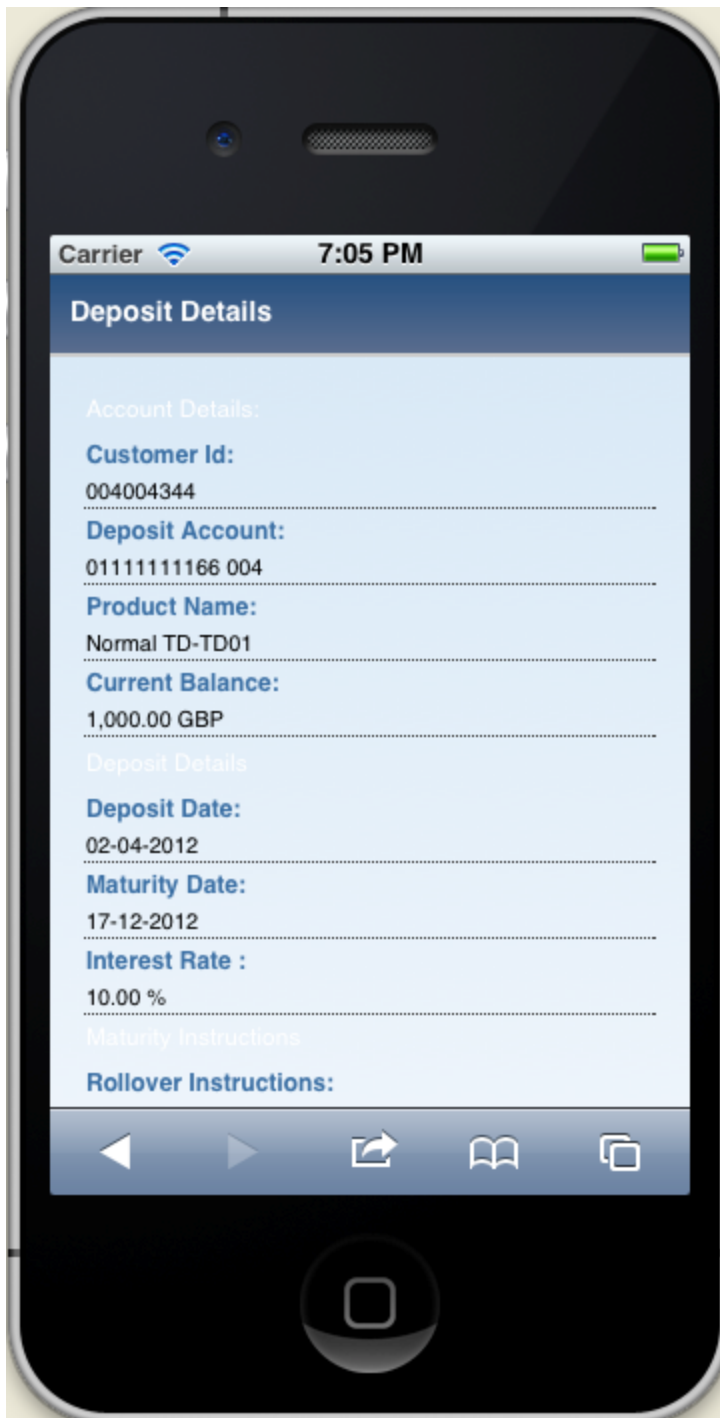 Carrier 7:05 PM
Deposit Details
Account Details:
Customer Id:
004004344
Deposit Account:
01111111166 004
Product Name:
Normal TD-TD01
Current Balance:
1,000.00 GBP
Deposit Details
Deposit Date:
02-04-2012
Maturity Date:
17-12-2012
Interest Rate :
10.00 %
Maturity Instructions
Rollover Instructions: